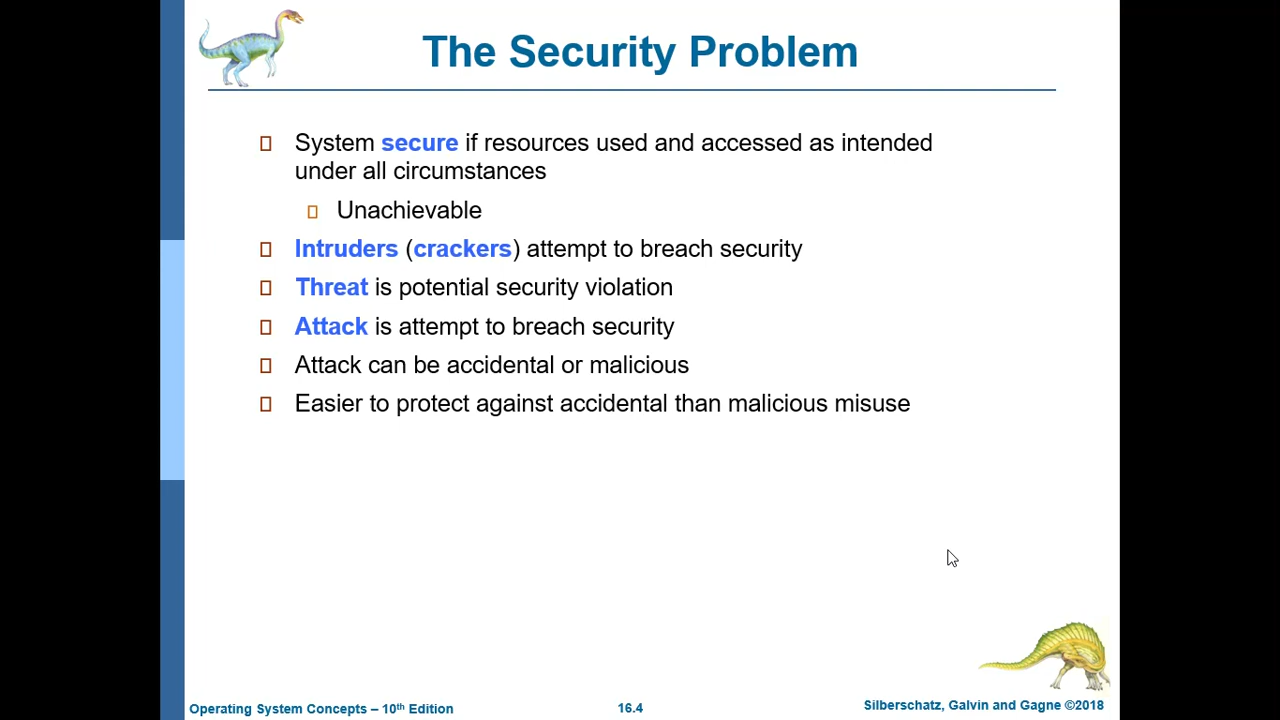 The Security Problem
System secure if resources used and accessed as intended
under all circumstances
Unachievable
Intruders (crackers) attempt to breach security
Threat is potential security violation
Attack is attempt to breach security
Attack can be accidental or malicious
Easier to protect against accidental than malicious misuse
Operating System Concepts – 10th Edition
16.4
Silberschatz, Galvin and Gagne ©2018